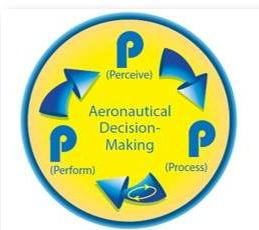 P
(Perceive)
Aeronautical
Decision-
Making
P
(Perform)
P
(Process)